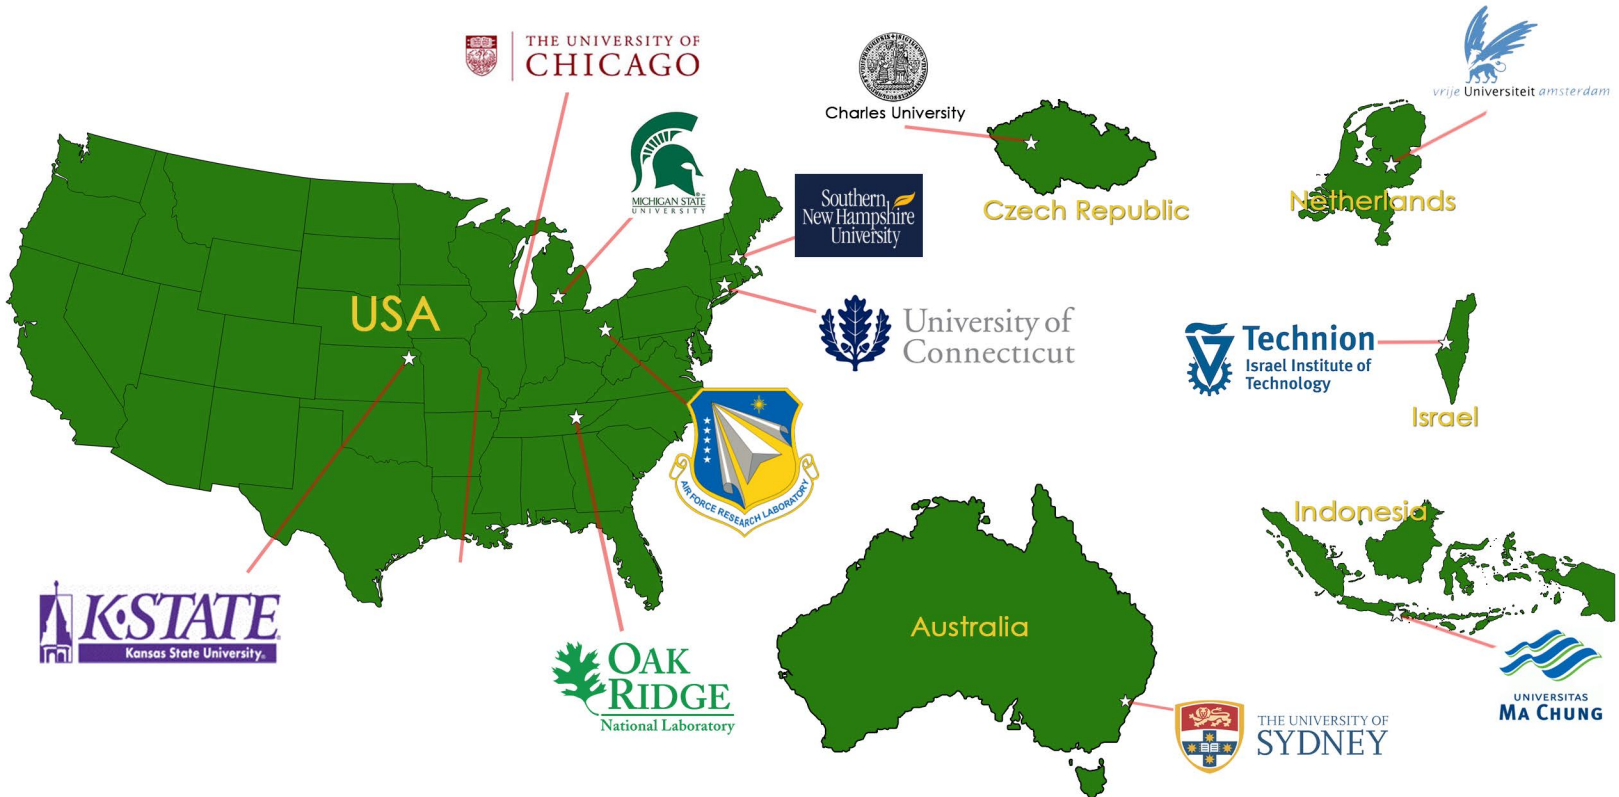 THE UNIVERSITY OF
CHICAGO
MICHIGAN STATE
UNIVERSITY
Charles University
Czech Republic
vrije Universiteit amsterdam
Netherlands
Southern
New Hampshire
University
USA
University of
Connecticut
Technion
Israel Institute of
Technology
Israel
AIR FORCE RESEARCH LABORATORY
K·STATE
Kansas State University
OAK
RIDGE
National Laboratory
Australia
Indonesia
THE UNIVERSITY OF
SYDNEY
UNIVERSITAS
MA CHUNG